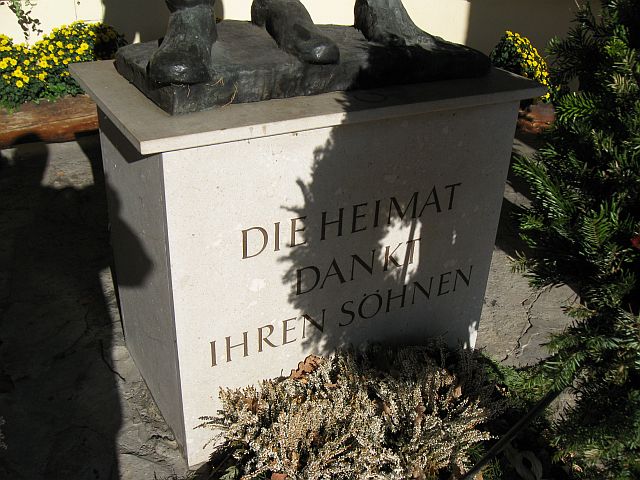 DIE HEIMAT
DANKT
IHREN SÖHNEN